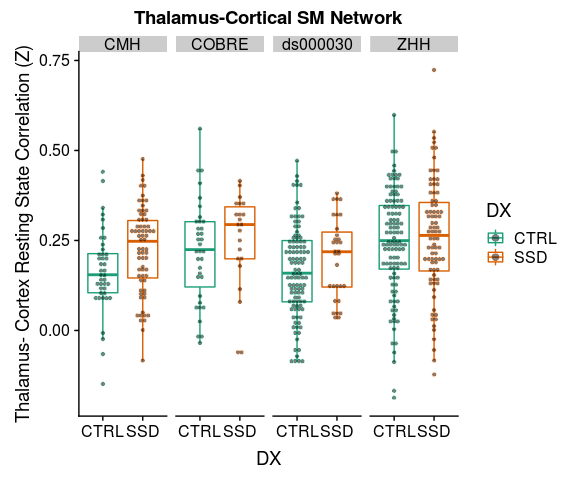 Thalamus-Cortical SM Network
CMH COBRE ds000030 ZHH
Thalamus- Cortex Resting State Correlation (Z)
0.75
0.50
0.25
0.00
DX
CTRL
SSD
CTRL SSD CTRL SSD CTRL SSD CTRL SSD
DX